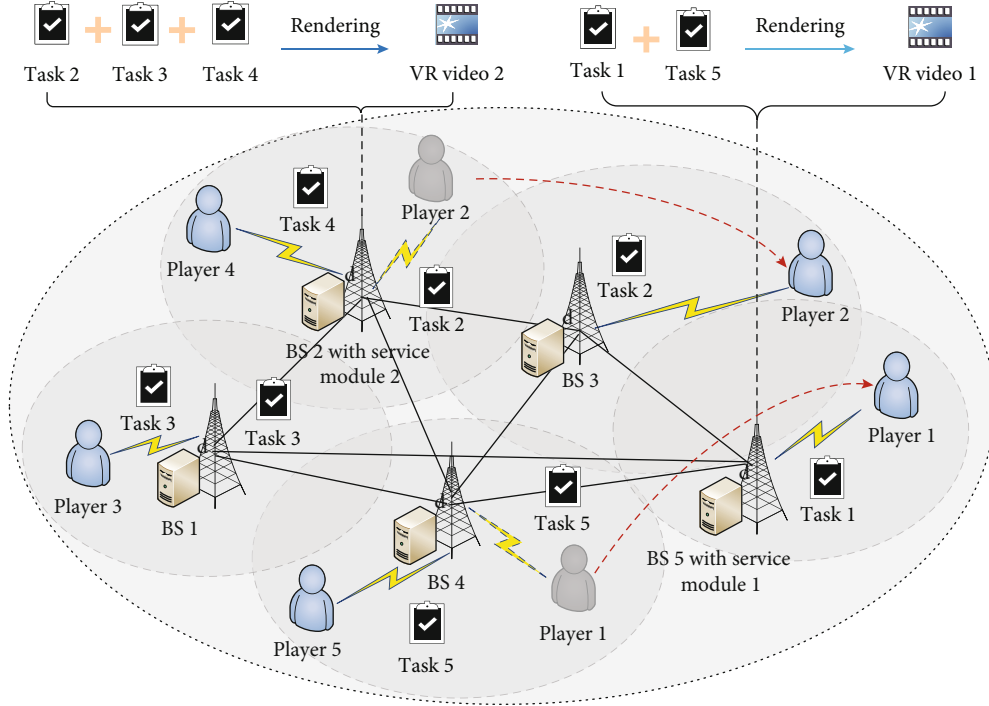 Rendering
Rendering
Task 2
Task 3
Task 4
VR video 2
Task 1
Task 5
VR video 1
Player 2
Task 4
Player 4
Task 2
Task 2
Player 2
BS 2 with service
module 2
BS 3
Task 3
Task 3
Player 1
Player 3
BS 1
Task 5
Task 1
BS 5 with service
module 1
BS 4
Player 5
Task 5
Player 1